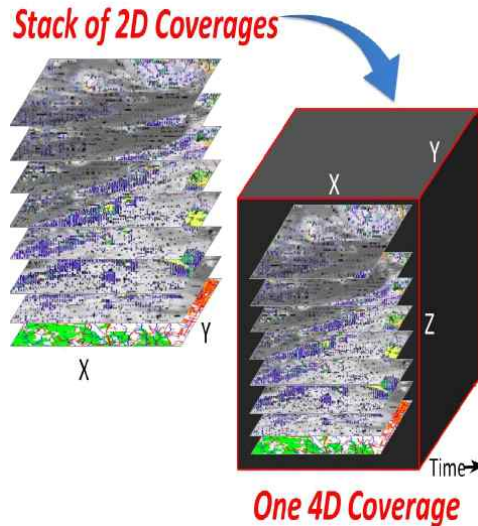 Stack of 2D Coverages
Y
X
Z
Y
X
Time→
One 4D Coverage